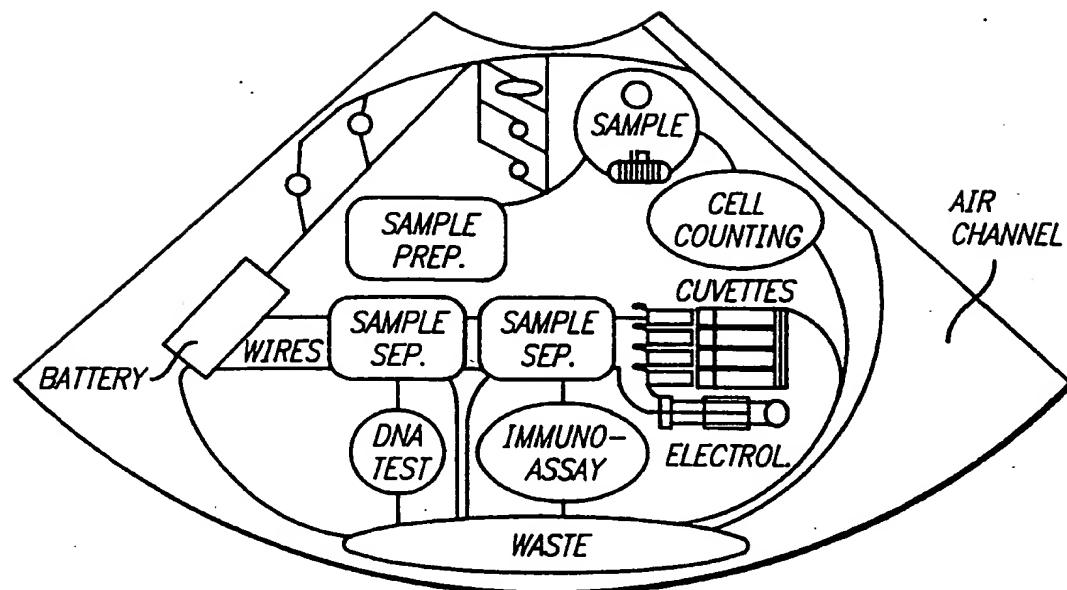 SAMPLE
CELL
COUNTING
AIR
CHANNEL
SAMPLE
PREP.
CUVETTES
SAMPLE
SEP.
SAMPLE
SEP.
WIRES
BATTERY
DNA
TEST
IMMUNO-
ASSAY
ELECTROL.
WASTE